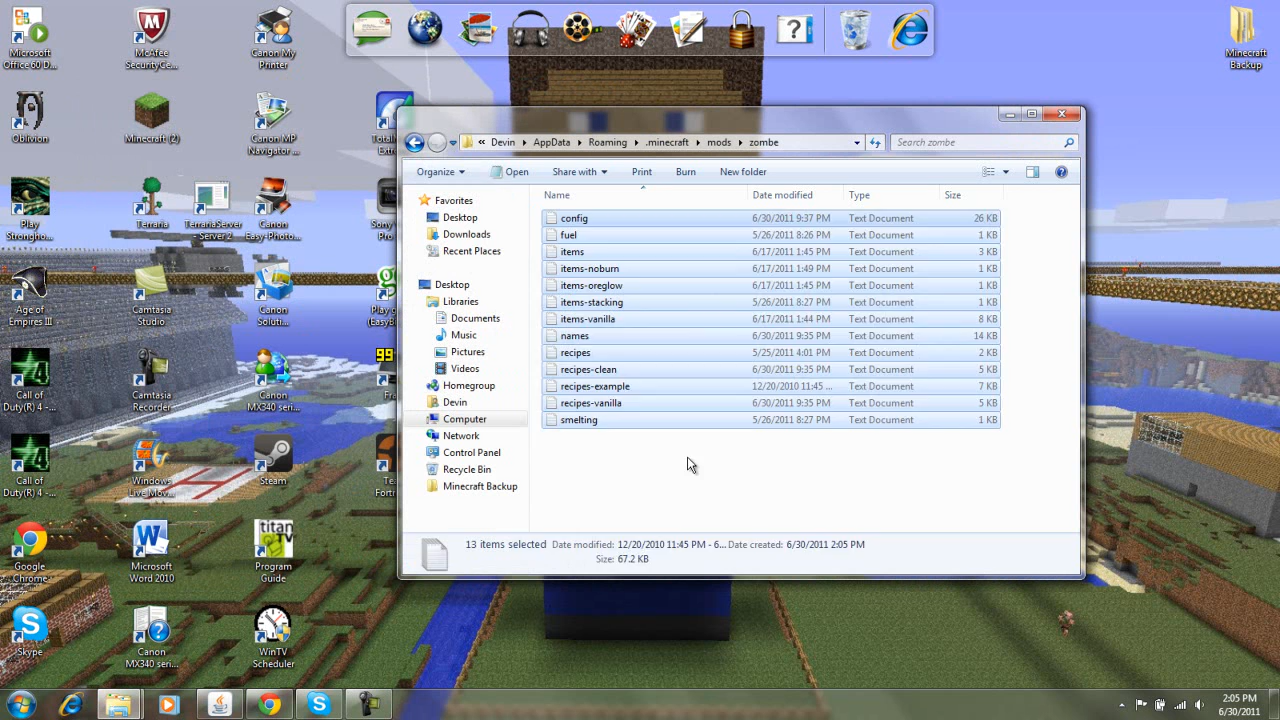 Microsoft Office 60 D...
McAfee SecurityCe...
Canon My Printer
Minecraft Backup
Oblivion
Minecraft (2)
Canon MP Navigator ...
Play Strongho...
Terraria
TerrariaServer - Server 2
Canon Easy-Photo...
Age of Empires III
Camtasia Studio
Canon Soluti...
Call of Duty(R) 4 -...
Camtasia Recorder
Canon MX340 seri...
99
Call of Duty(R) 4 -...
Windows Live Mov...
Steam
Google Chrome
Microsoft Word 2010
titan TV
Program Guide
Skype
Canon MX340 seri...
WinTV Scheduler
« Devin AppData Roaming .minecraft mods zombe
Search zombe
Organize Open Share with Print Burn New folder
Favorites
Desktop
Downloads
Recent Places
Desktop
Libraries
Documents
Music
Pictures
Videos
Homegroup
Devin
Computer
Network
Control Panel
Recycle Bin
Minecraft Backup
Name Date modified Type Size
config 6/30/2011 9:37 PM Text Document 26 KB
fuel 5/26/2011 8:26 PM Text Document 1 KB
items 6/17/2011 1:45 PM Text Document 3 KB
items-noburn 6/17/2011 1:49 PM Text Document 1 KB
items-oreglow 6/17/2011 1:45 PM Text Document 1 KB
items-stacking 5/26/2011 8:27 PM Text Document 1 KB
items-vanilla 6/17/2011 1:44 PM Text Document 8 KB
names 6/30/2011 9:35 PM Text Document 14 KB
recipes 5/25/2011 4:01 PM Text Document 2 KB
recipes-clean 6/30/2011 9:35 PM Text Document 5 KB
recipes-example 12/20/2010 11:45 ... Text Document 7 KB
recipes-vanilla 6/30/2011 9:35 PM Text Document 5 KB
smelting 5/26/2011 8:27 PM Text Document 1 KB
13 items selected Date modified: 12/20/2010 11:45 PM - 6... Date created: 6/30/2011 2:05 PM
Size: 67.2 KB
2:05 PM
6/30/2011